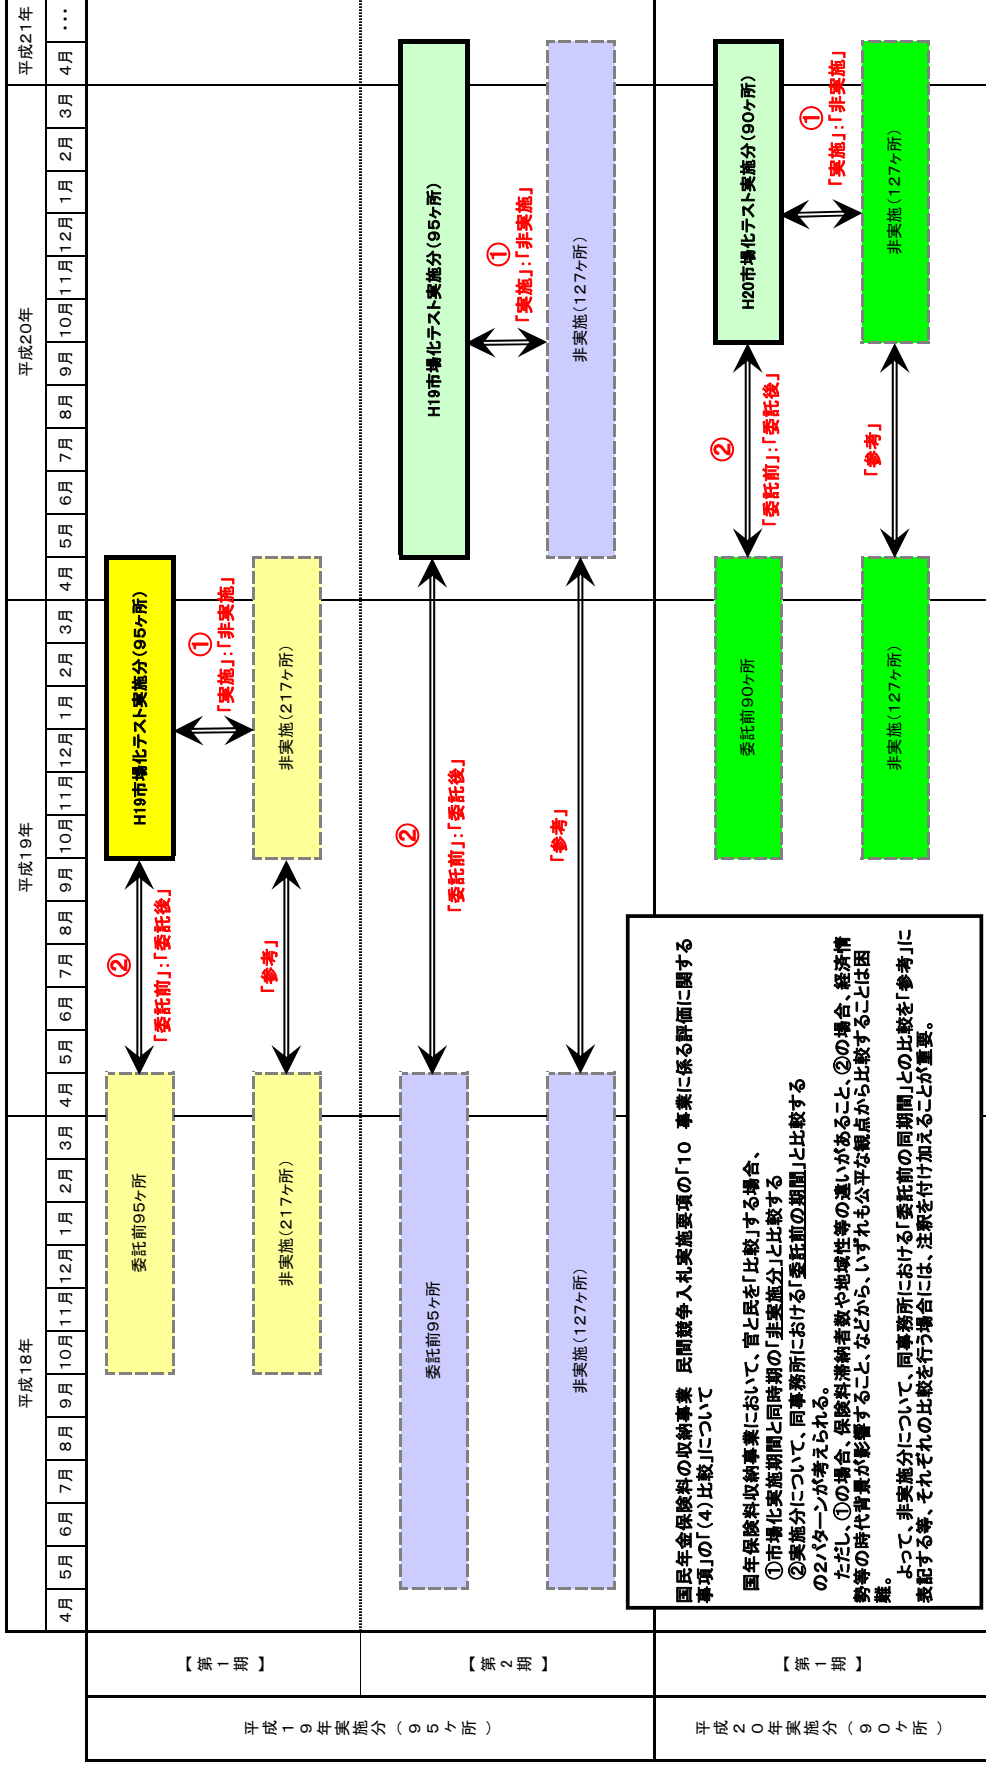 平成18年
平成19年
平成20年
平成21年
4月 5月 6月 7月 8月 9月 10月 11月 12月 1月 2月 3月 4月 5月 6月 7月 8月 9月 10月 11月 12月 1月 2月 3月 4月 5月 6月 7月 8月 9月 10月 11月 12月 1月 2月 3月 4月 ・・・
平成19年実施分(95ヶ所)
【第1期】
委託前95ヶ所
②
「委託前」:「委託後」
H19市場化テスト実施分(95ヶ所)
①
「実施」:「非実施」
非実施(217ヶ所)
「参考」
非実施(217ヶ所)
【第2期】
委託前95ヶ所
②
「委託前」:「委託後」
H19市場化テスト実施分(95ヶ所)
①
「実施」:「非実施」
非実施(127ヶ所)
「参考」
非実施(127ヶ所)
平成20年実施分(90ヶ所)
【第1期】
委託前90ヶ所
②
「委託前」:「委託後」
H20市場化テスト実施分(90ヶ所)
①
「実施」:「非実施」
非実施(127ヶ所)
「参考」
非実施(127ヶ所)
国民年金保険料の収納事業 民間競争入札実施要項の「10 事業に係る評価に関する
事項」の「(4)比較」について
国年保険料収納事業において、官と民を「比較」する場合、
①市場化実施期間と同時期の「非実施分」と比較する
②実施分について、同事務所における「委託前の期間」と比較する
の2パターンが考えられる。
ただし、①の場合、保険料滞納者数や地域性等の違いがあること、②の場合、経済情
勢等の時代背景が影響すること、などから、いずれも公平な観点から比較することは困
難。
よって、非実施分について、同事務所における「委託前の同期間」との比較を「参考」に
表記する等、それぞれの比較を行う場合には、注釈を付け加えることが重要。